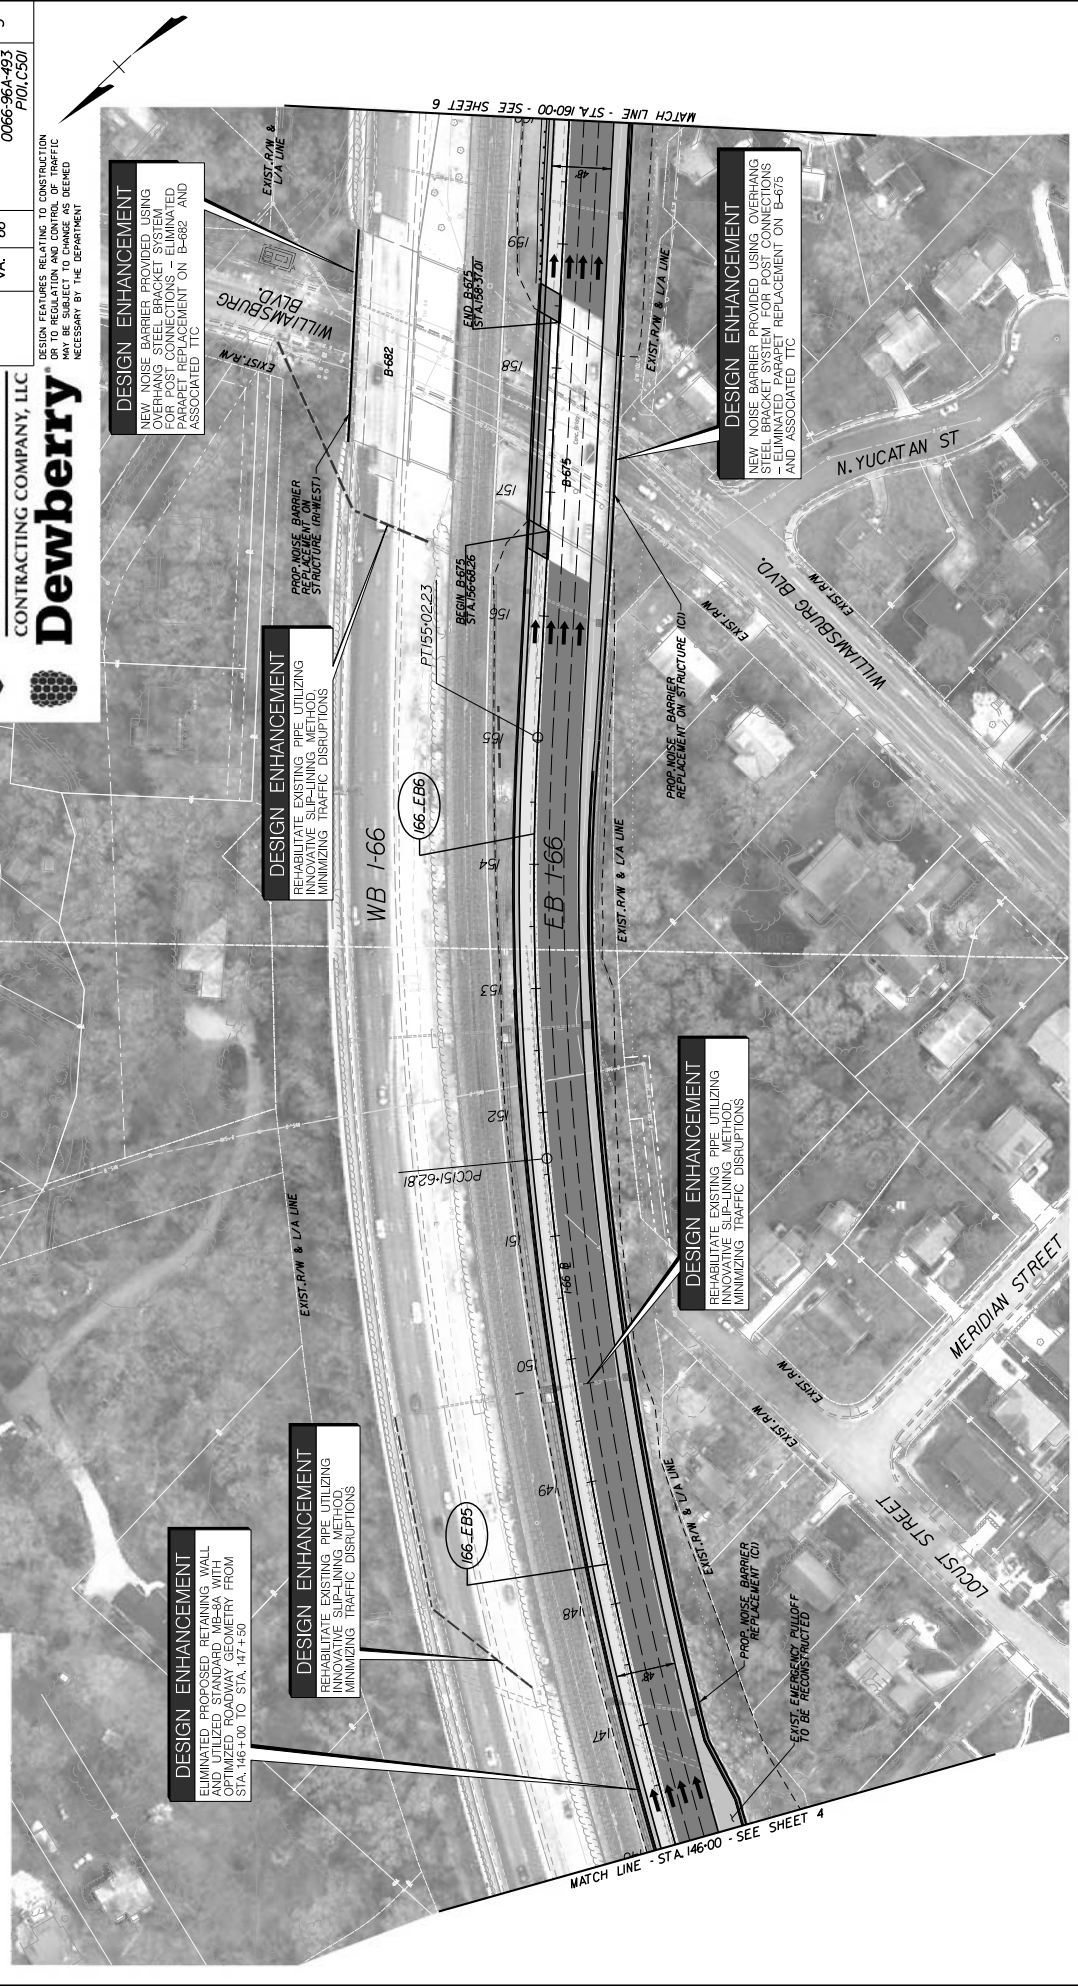 VA.
66
0066-96A-493
P101, C501
5
DESIGN FEATURES RELATING TO CONSTRUCTION
OR TO REGULATION AND CONTROL OF TRAFFIC
MAY BE SUBJECT TO CHANGE AS DEEMED
NECESSARY BY THE DEPARTMENT
CONTRACTING COMPANY, LLC
Dewberry®
DESIGN ENHANCEMENT
ELIMINATED PROPOSED RETAINING WALL
AND UTILIZED STANDARD MB-8A WITH
OPTIMIZED ROADWAY GEOMETRY FROM
STA. 146+00 TO STA. 147+50
DESIGN ENHANCEMENT
REHABILITATE EXISTING PIPE UTILIZING
INNOVATIVE SLIP-LINING METHOD,
MINIMIZING TRAFFIC DISRUPTIONS
DESIGN ENHANCEMENT
REHABILITATE EXISTING PIPE UTILIZING
INNOVATIVE SLIP-LINING METHOD,
MINIMIZING TRAFFIC DISRUPTIONS
DESIGN ENHANCEMENT
NEW NOISE BARRIER PROVIDED USING
OVERHANG STEEL BRACKET SYSTEM
FOR POST CONNECTIONS - ELIMINATED
PARAPET REPLACEMENT ON B-682 AND
ASSOCIATED TTC
EXIST. R/W &
L/A LINE
WILLIAMSBURG
BLVD.
EXIST. R/W
PROP. NOISE BARRIER
REPLACEMENT ON
STRUCTURE (R/WEST)
B-682
EXIST. R/W & L/A LINE
WB I-66
I66_EB5
I66_EB6
PCC 151+62.81
PT 155+02.23
BEGIN B-675
STA. 156+68.26
END B-675
STA. 158+37.01
147
148
149
150
151
152
153
154
155
156
157
158
159
48'
I-66 B
EB I-66
B-675
48'
MATCH LINE - STA. 160+00 - SEE SHEET 6
MATCH LINE - STA. 146+00 - SEE SHEET 4
EXIST. EMERGENCY PULLOFF
TO BE RECONSTRUCTED
PROP. NOISE BARRIER
REPLACEMENT (C1)
EXIST. R/W & L/A LINE
EXIST. R/W & L/A LINE
EXIST. R/W & L/A LINE
DESIGN ENHANCEMENT
REHABILITATE EXISTING PIPE UTILIZING
INNOVATIVE SLIP-LINING METHOD,
MINIMIZING TRAFFIC DISRUPTIONS
PROP. NOISE BARRIER
REPLACEMENT ON STRUCTURE (C1)
DESIGN ENHANCEMENT
NEW NOISE BARRIER PROVIDED USING OVERHANG
STEEL BRACKET SYSTEM FOR POST CONNECTIONS
- ELIMINATED PARAPET REPLACEMENT ON B-675
AND ASSOCIATED TTC
EXIST. R/W
EXIST. R/W
LOCUST STREET
MERIDIAN STREET
EXIST. R/W
WILLIAMSBURG BLVD.
EXIST. R/W
N. YUCATAN ST